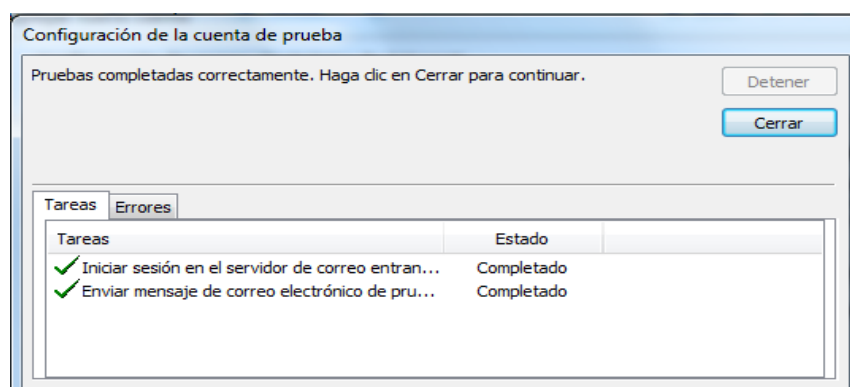 Configuración de la cuenta de prueba
Pruebas completadas correctamente. Haga clic en Cerrar para continuar.
Detener
Cerrar
Tareas Errores
Tareas Estado
Iniciar sesión en el servidor de correo entran... Completado
Enviar mensaje de correo electrónico de pru... Completado